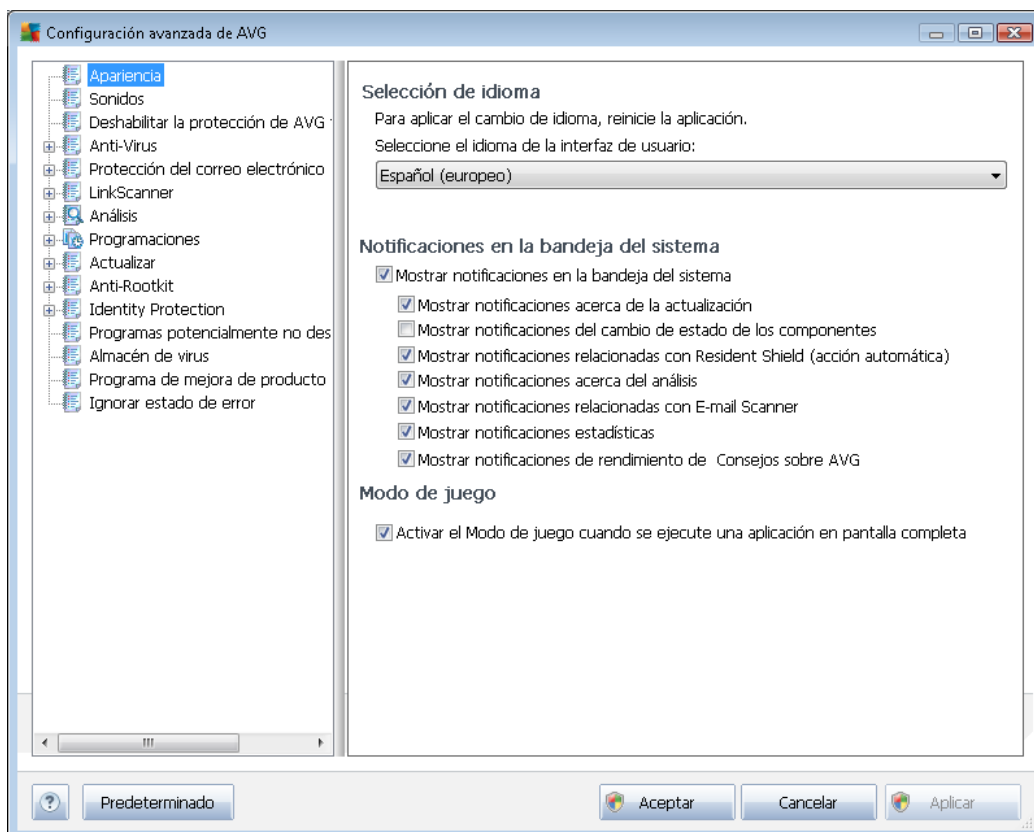 Configuración avanzada de AVG
Apariencia
Sonidos
Deshabilitar la protección de AVG
Anti-Virus
Protección del correo electrónico
LinkScanner
Análisis
Programaciones
Actualizar
Anti-Rootkit
Identity Protection
Programas potencialmente no des
Almacén de virus
Programa de mejora de producto
Ignorar estado de error
Selección de idioma
Para aplicar el cambio de idioma, reinicie la aplicación.
Seleccione el idioma de la interfaz de usuario:
Español (europeo)
Notificaciones en la bandeja del sistema
Mostrar notificaciones en la bandeja del sistema
Mostrar notificaciones acerca de la actualización
Mostrar notificaciones del cambio de estado de los componentes
Mostrar notificaciones relacionadas con Resident Shield (acción automática)
Mostrar notificaciones acerca del análisis
Mostrar notificaciones relacionadas con E-mail Scanner
Mostrar notificaciones estadísticas
Mostrar notificaciones de rendimiento de Consejos sobre AVG
Modo de juego
Activar el Modo de juego cuando se ejecute una aplicación en pantalla completa
? Predeterminado Aceptar Cancelar Aplicar